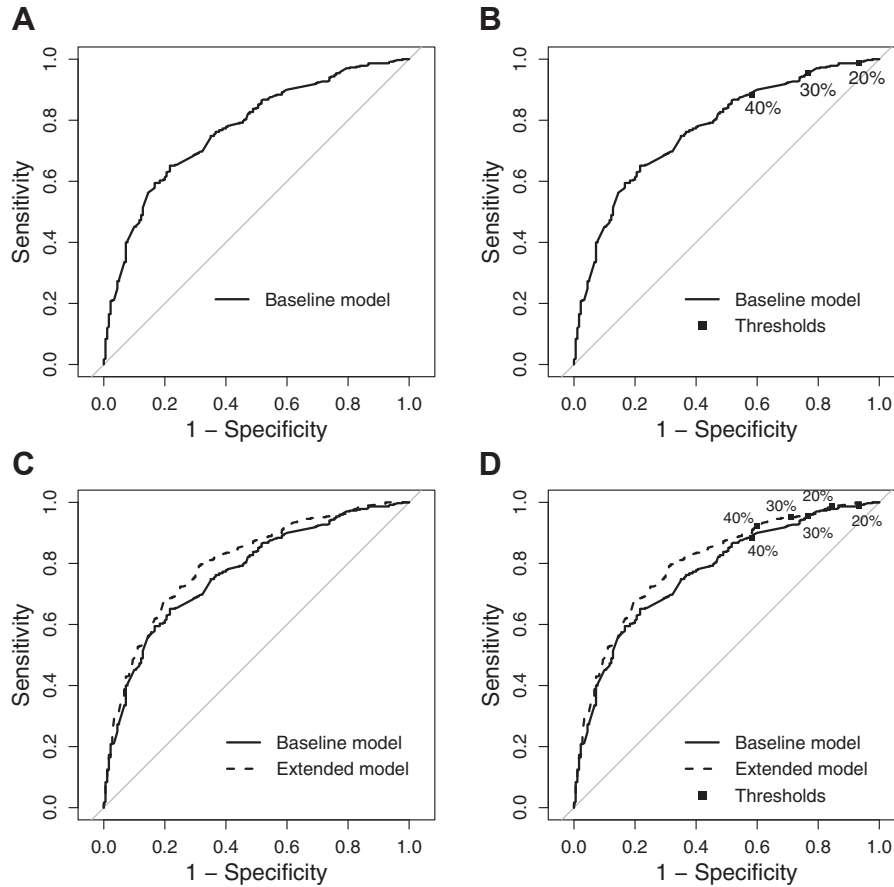 A
Sensitivity
1.0
0.8
0.6
0.4
0.2
0.0
Baseline model
0.0 0.2 0.4 0.6 0.8 1.0
1 − Specificity
B
Sensitivity
1.0
0.8
0.6
0.4
0.2
0.0
40%
30%
20%
Baseline model
Thresholds
0.0 0.2 0.4 0.6 0.8 1.0
1 − Specificity
C
Sensitivity
1.0
0.8
0.6
0.4
0.2
0.0
Baseline model
Extended model
0.0 0.2 0.4 0.6 0.8 1.0
1 − Specificity
D
Sensitivity
1.0
0.8
0.6
0.4
0.2
0.0
40%
30%
20%
40%
30%
20%
Baseline model
Extended model
Thresholds
0.0 0.2 0.4 0.6 0.8 1.0
1 − Specificity